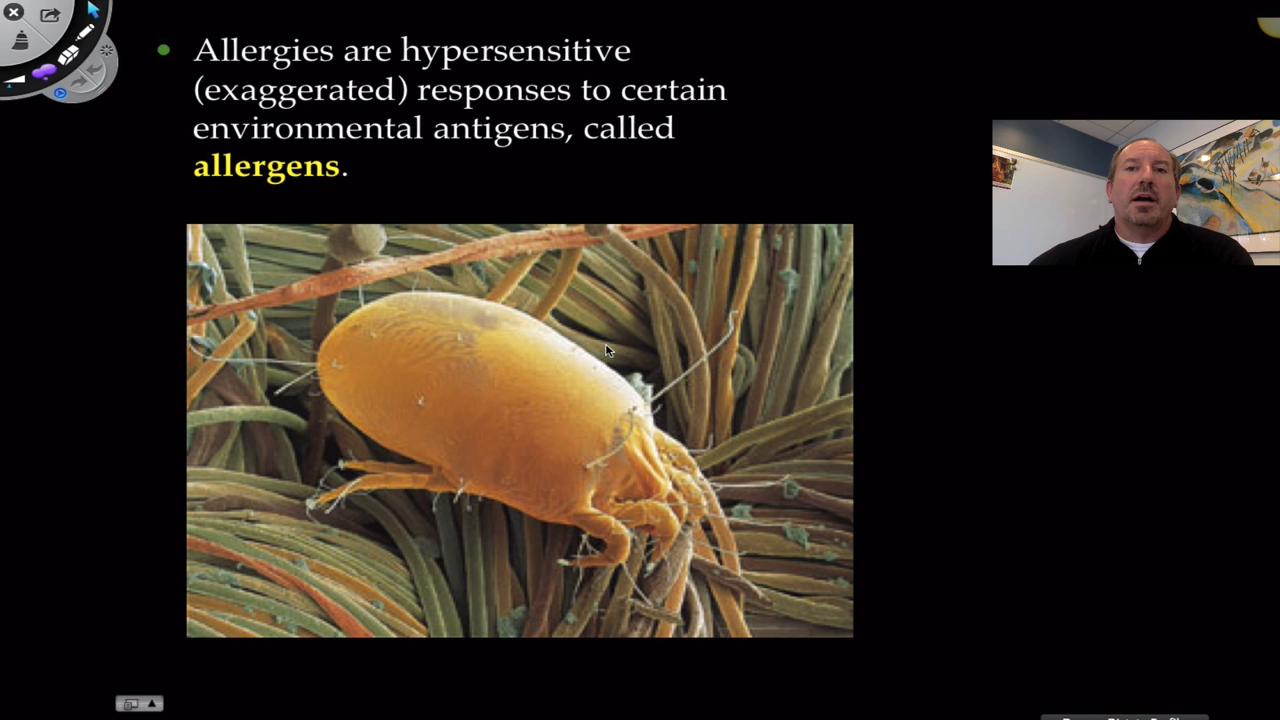 Allergies are hypersensitive
(exaggerated) responses to certain
environmental antigens, called
allergens.